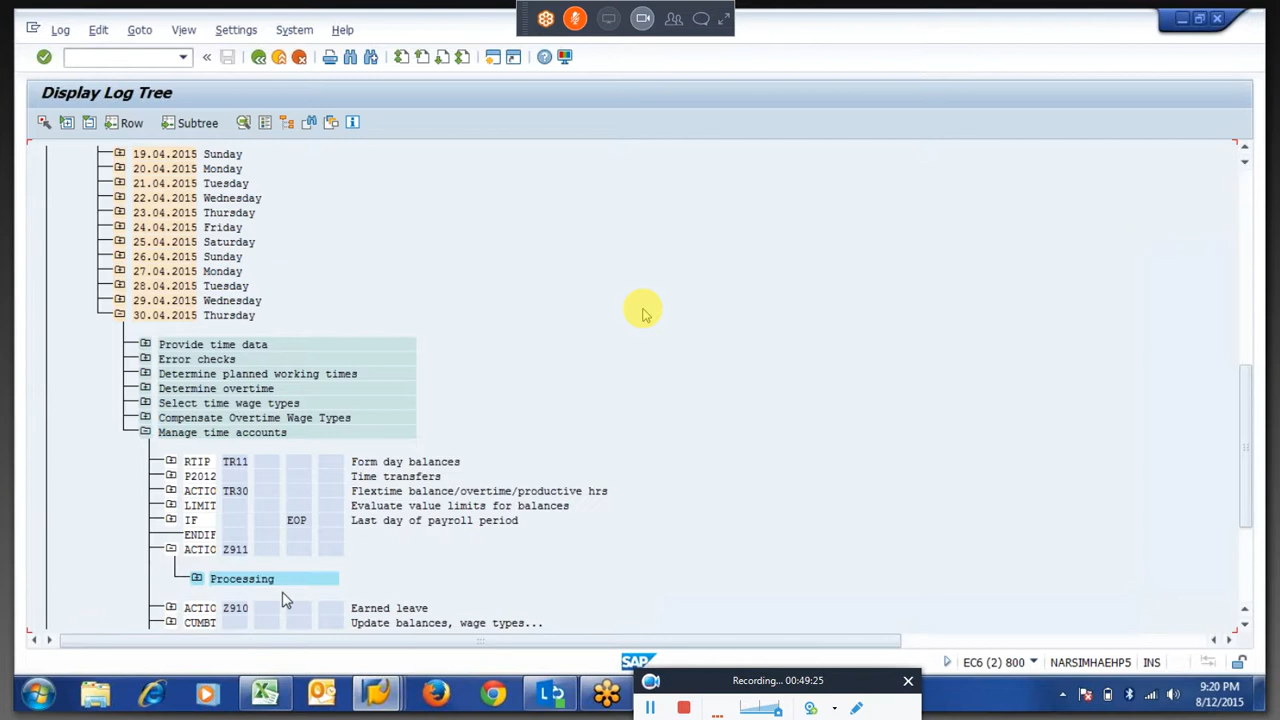 Log Edit Goto View Settings System Help
Display Log Tree
Row Subtree
19.04.2015 Sunday
20.04.2015 Monday
21.04.2015 Tuesday
22.04.2015 Wednesday
23.04.2015 Thursday
24.04.2015 Friday
25.04.2015 Saturday
26.04.2015 Sunday
27.04.2015 Monday
28.04.2015 Tuesday
29.04.2015 Wednesday
30.04.2015 Thursday
Provide time data
Error checks
Determine planned working times
Determine overtime
Select time wage types
Compensate Overtime Wage Types
Manage time accounts
RTIP TR11 Form day balances
P2012 Time transfers
ACTIO TR30 Flextime balance/overtime/productive hrs
LIMIT Evaluate value limits for balances
IF EOP Last day of payroll period
ENDIF
ACTIO Z911
Processing
ACTIO Z910 Earned leave
CUMBT Update balances, wage types...
SAP EC6 (2) 800 NARSIMHAEHP5 INS
Recording... 00:49:25
9:20 PM
8/12/2015